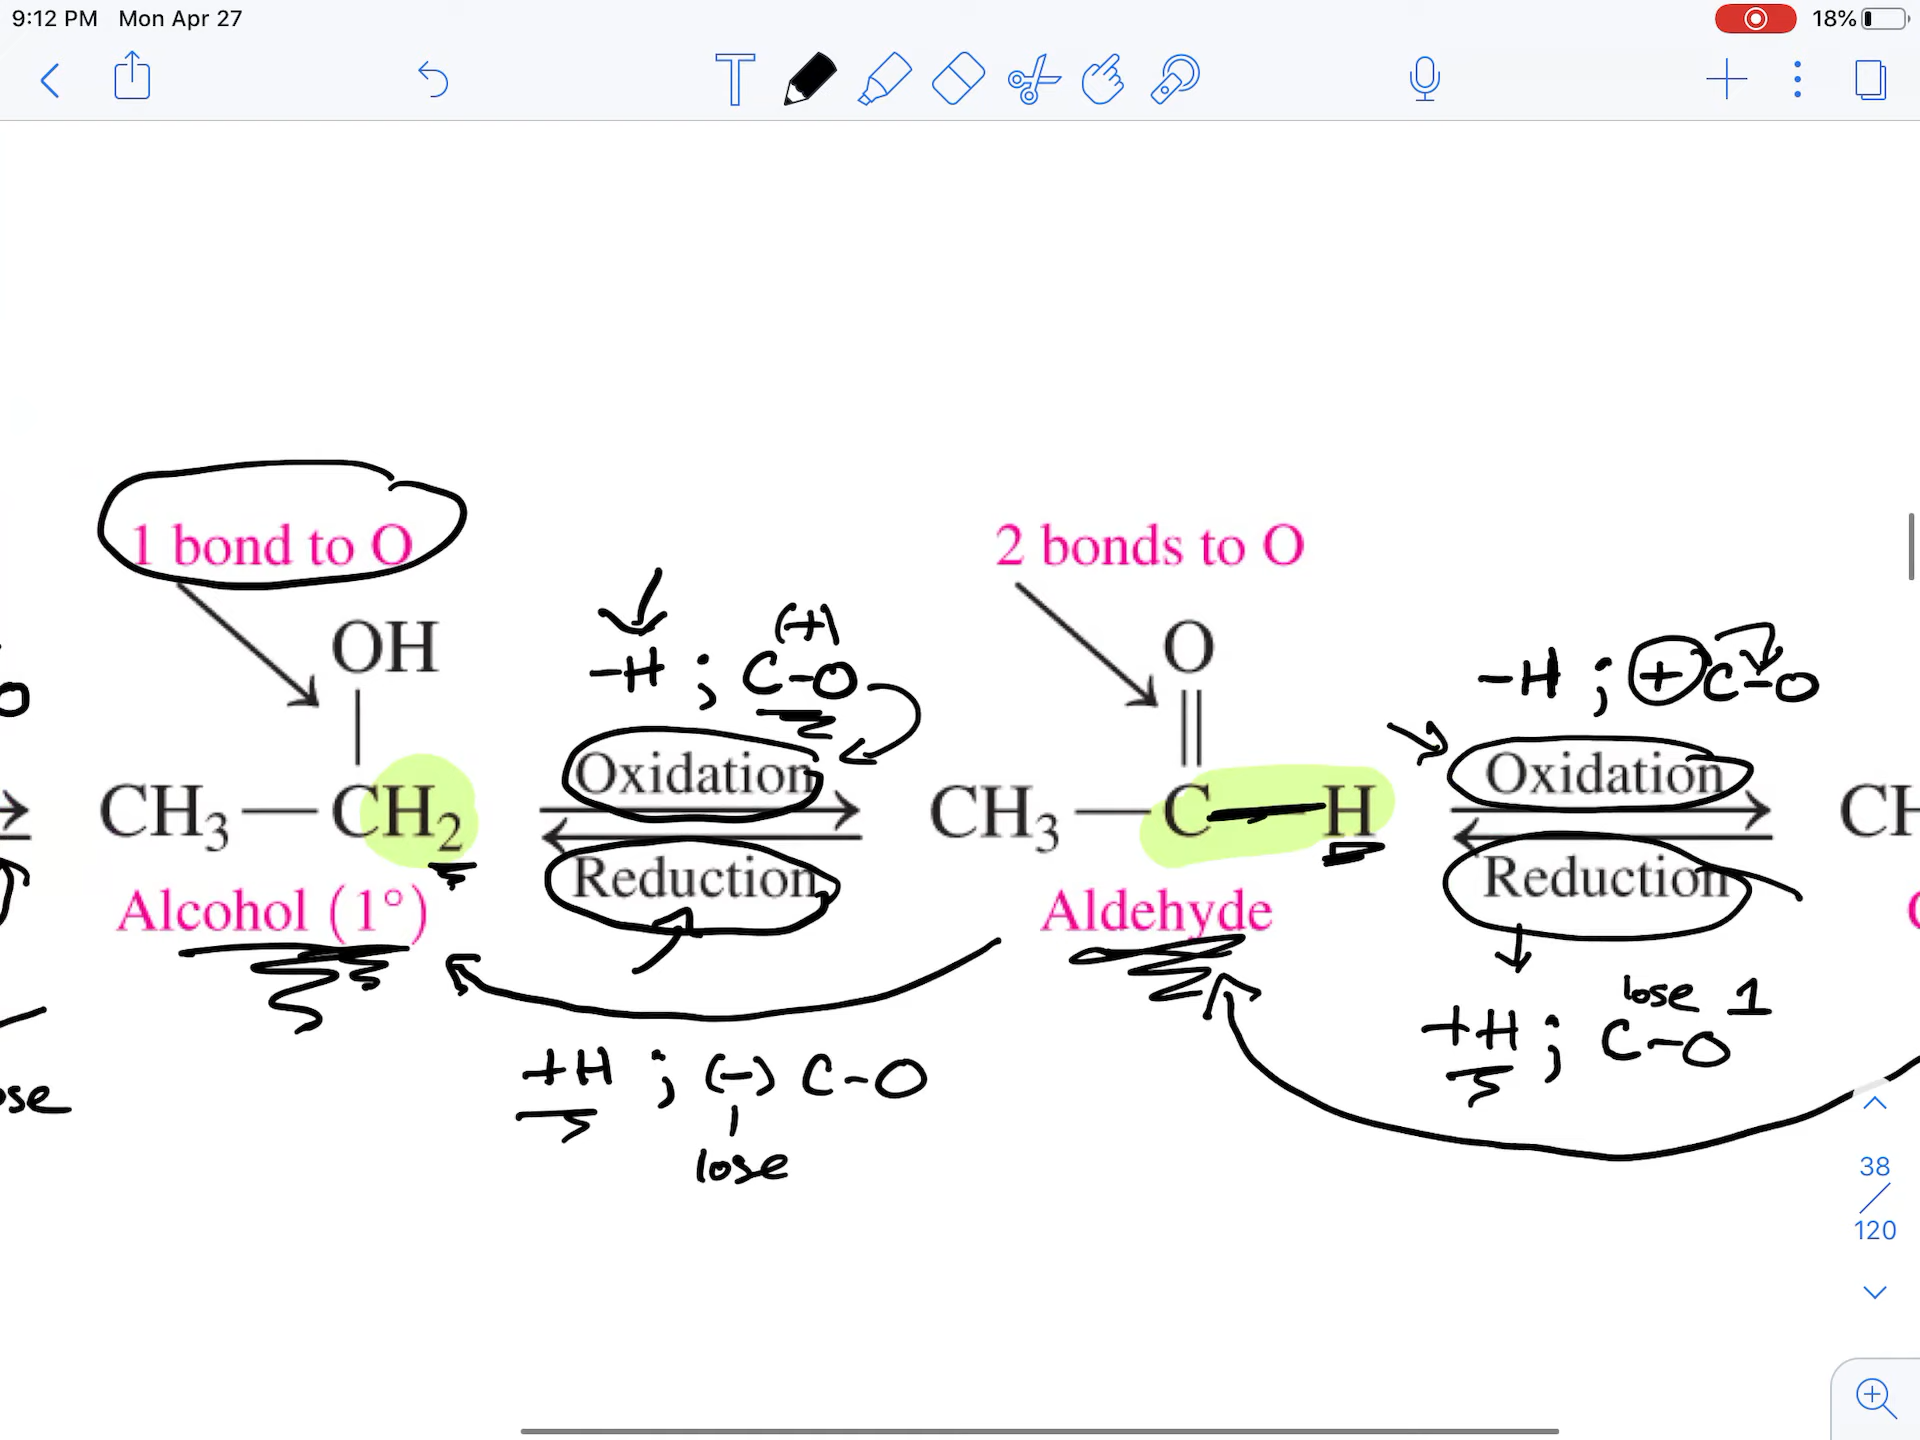 9:12 PM Mon Apr 27
18%
1 bond to O
2 bonds to O
OH
O
(+)
-H ; C-O
-H ; + C-O
O
Oxidation
Oxidation
CH₃—CH₂
CH₃—C—H
CH
Reduction
Reduction
Alcohol (1°)
Aldehyde
lose 1
+H ; C-O
+H ; (-) C-O
lose
38
120